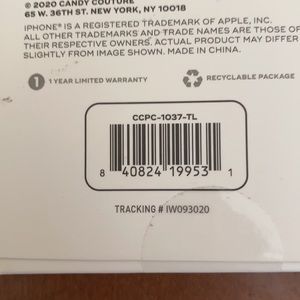 © 2020 CANDY COUTURE
65 W. 36TH ST. NEW YORK, NY 10018
IPHONE® IS A REGISTERED TRADEMARK OF APPLE, INC.
ALL OTHER TRADEMARKS AND TRADE NAMES ARE THOSE OF
THEIR RESPECTIVE OWNERS. ACTUAL PRODUCT MAY DIFFER
SLIGHTLY FROM IMAGE SHOWN. MADE IN CHINA.
1 1 YEAR LIMITED WARRANTY RECYCLABLE PACKAGE
CCPC-1037-TL
8 40824 19953 1
TRACKING # IW093020